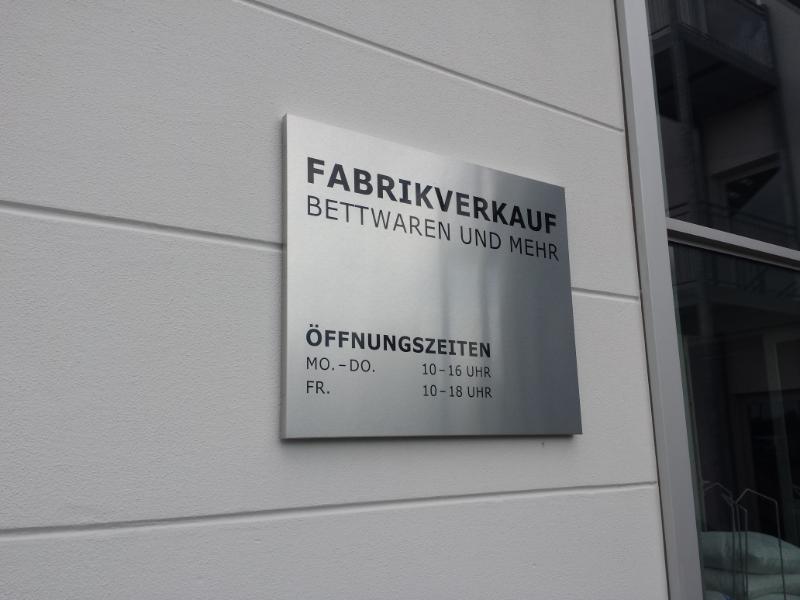 FABRIKVERKAUF
BETTWAREN UND MEHR
ÖFFNUNGSZEITEN
MO. – DO. 10 – 16 UHR
FR. 10 – 18 UHR